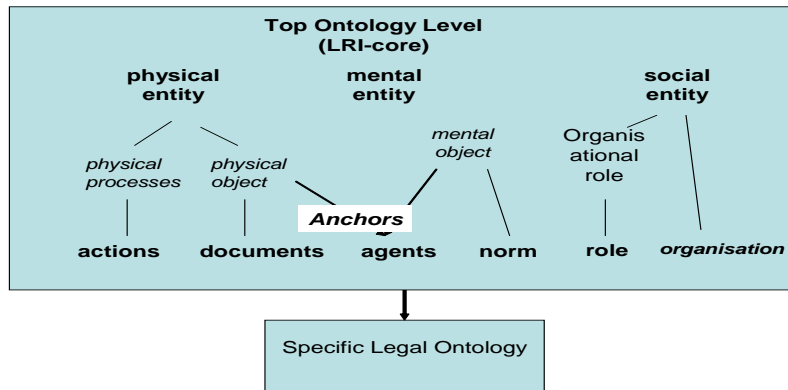 Top Ontology Level
(LRI-core)
physical
entity
mental
entity
social
entity
physical
processes
physical
object
mental
object
Organis
ational
role
Anchors
actions
documents
agents
norm
role
organisation
Specific Legal Ontology